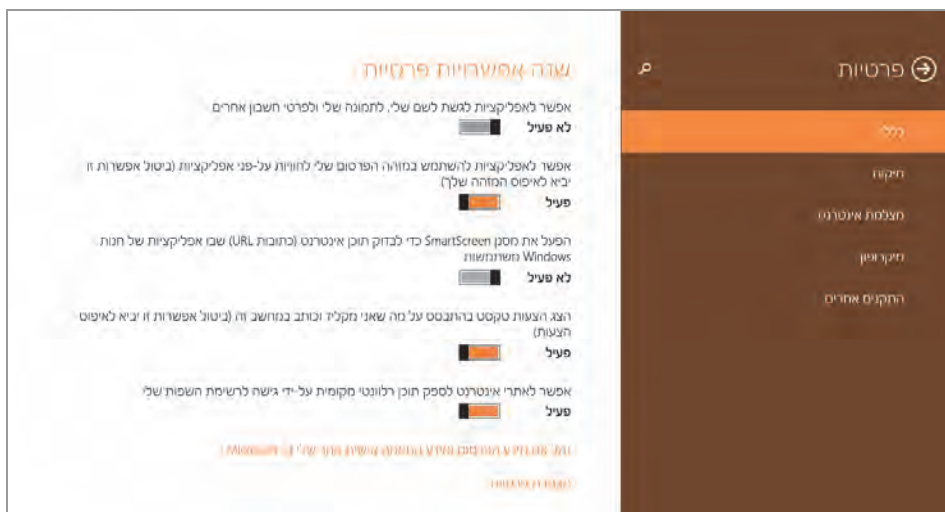 פרטיות
כללי
מיקום
מצלמת אינטרנט
מיקרופון
התקנים אחרים
שנה אפשרויות פרטיות
אפשר לאפליקציות לגשת לשם שלי, לתמונה שלי ולפרטי חשבון אחרים
לא פעיל
אפשר לאפליקציות להשתמש במזהה הפרסום שלי לחוויות על-פני אפליקציות (ביטול אפשרות זו
יביא לאיפוס המזהה שלך)
פעיל
הפעל את מסנן SmartScreen כדי לבדוק תוכן אינטרנט (כתובות URL) שבו אפליקציות של חנות
Windows משתמשות
לא פעיל
הצג הצעות טקסט בהתבסס על מה שאני מקליד וכותב במחשב זה (ביטול אפשרות זו יביא לאיפוס
הצעות)
פעיל
אפשר לאתרי אינטרנט לספק תוכן רלוונטי מקומית על-ידי גישה לרשימת השפות שלי
פעיל
הצהרת פרטיות